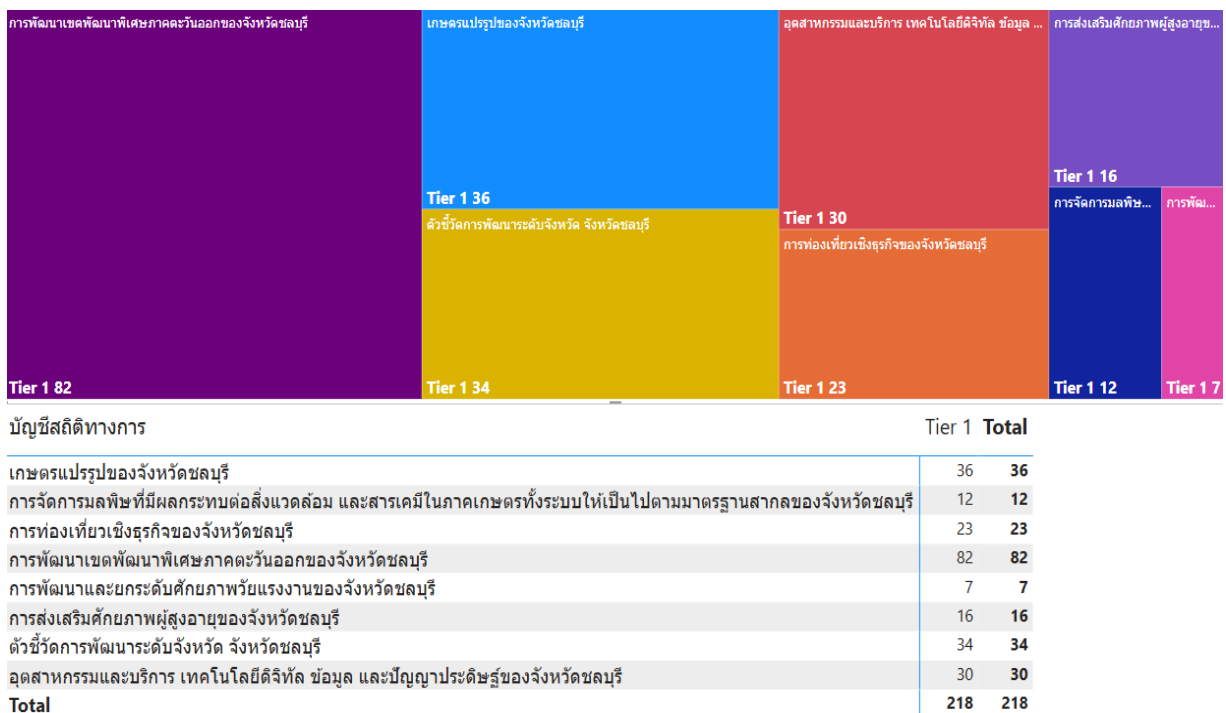 การพัฒนาเขตพัฒนาพิเศษภาคตะวันออกของจังหวัดชลบุรี
Tier 1 82
เกษตรแปรรูปของจังหวัดชลบุรี
Tier 1 36
ตัวชี้วัดการพัฒนาระดับจังหวัด จังหวัดชลบุรี
Tier 1 34
อุตสาหกรรมและบริการ เทคโนโลยีดิจิทัล ข้อมูล ...
Tier 1 30
การท่องเที่ยวเชิงธุรกิจของจังหวัดชลบุรี
Tier 1 23
การส่งเสริมศักยภาพผู้สูงอายุข...
Tier 1 16
การจัดการมลพิษ...
Tier 1 12
การพัฒ...
Tier 1 7
บัญชีสถิติทางการ Tier 1 Total
เกษตรแปรรูปของจังหวัดชลบุรี 36 36
การจัดการมลพิษที่มีผลกระทบต่อสิ่งแวดล้อม และสารเคมีในภาคเกษตรทั้งระบบให้เป็นไปตามมาตรฐานสากลของจังหวัดชลบุรี 12 12
การท่องเที่ยวเชิงธุรกิจของจังหวัดชลบุรี 23 23
การพัฒนาเขตพัฒนาพิเศษภาคตะวันออกของจังหวัดชลบุรี 82 82
การพัฒนาและยกระดับศักยภาพวัยแรงงานของจังหวัดชลบุรี 7 7
การส่งเสริมศักยภาพผู้สูงอายุของจังหวัดชลบุรี 16 16
ตัวชี้วัดการพัฒนาระดับจังหวัด จังหวัดชลบุรี 34 34
อุตสาหกรรมและบริการ เทคโนโลยีดิจิทัล ข้อมูล และปัญญาประดิษฐ์ของจังหวัดชลบุรี 30 30
Total 218 218